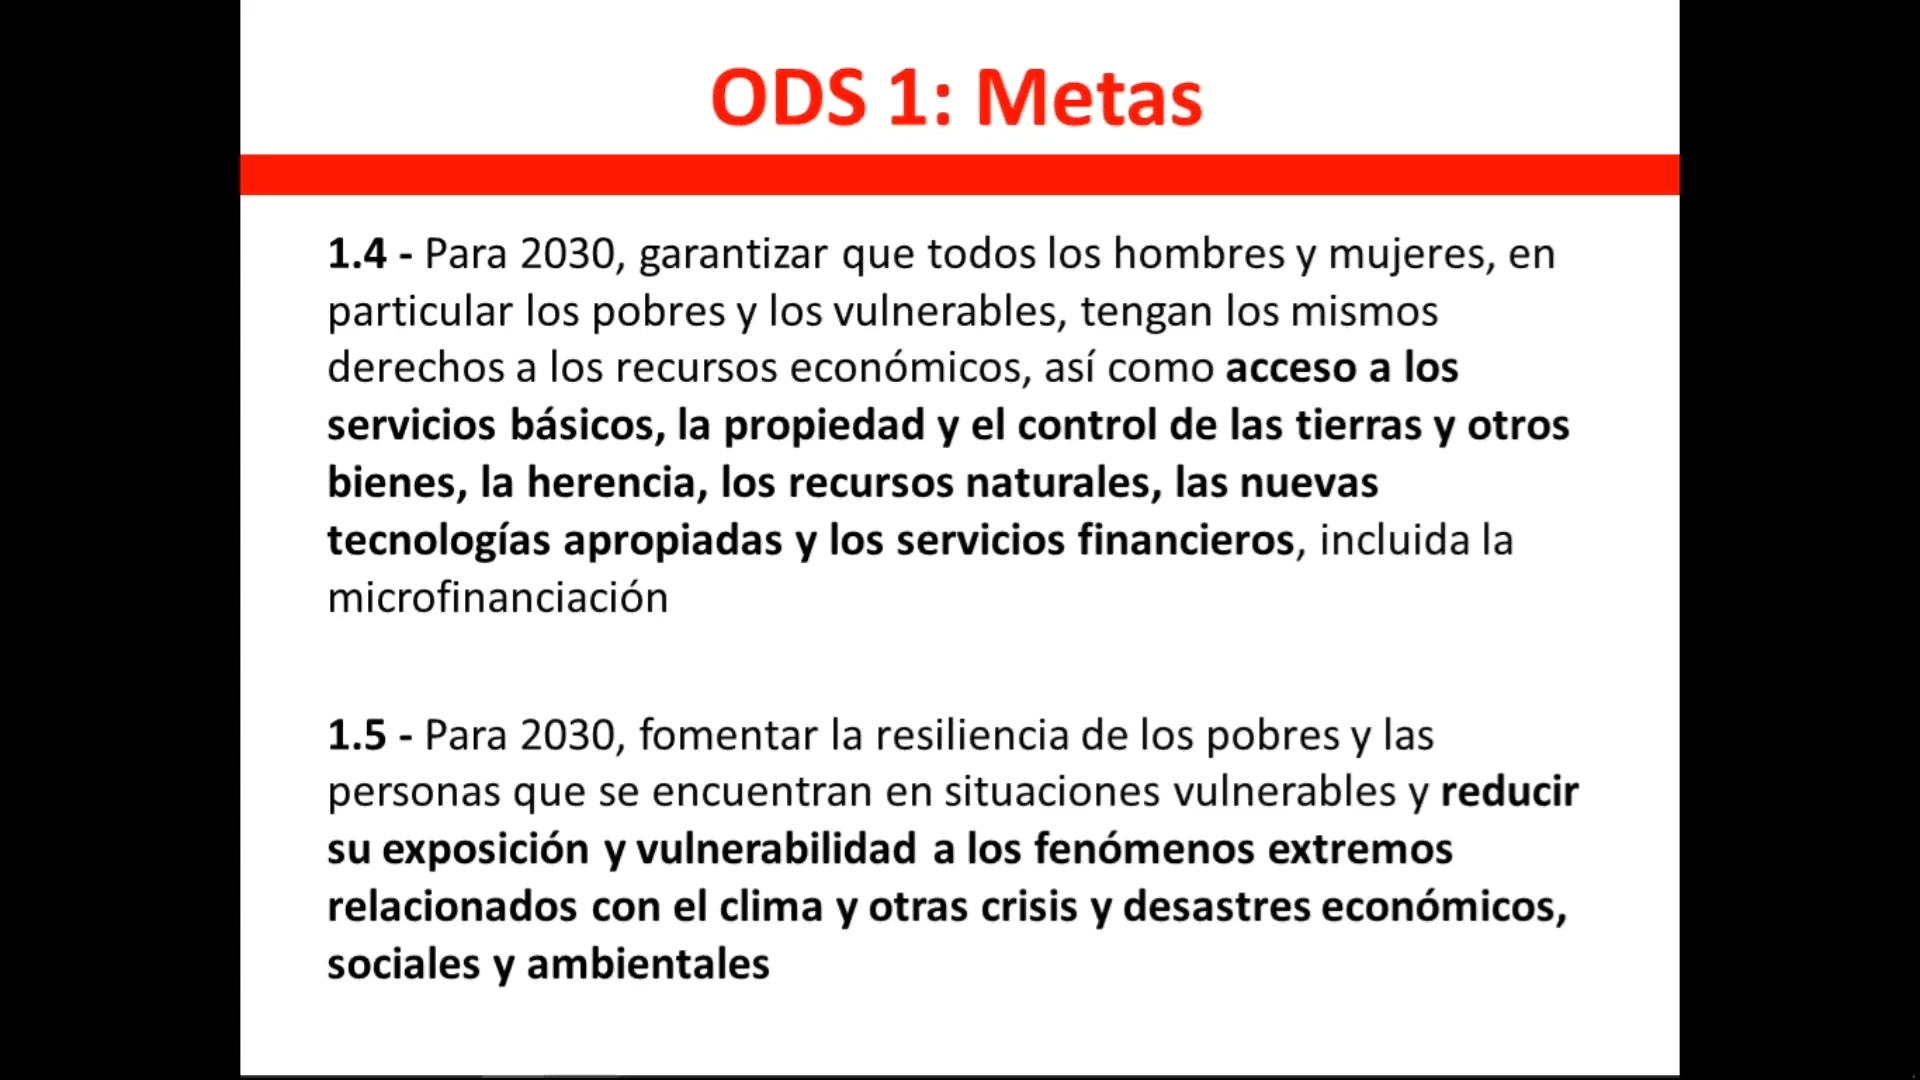 ODS 1: Metas
1.4 - Para 2030, garantizar que todos los hombres y mujeres, en
particular los pobres y los vulnerables, tengan los mismos
derechos a los recursos económicos, así como acceso a los
servicios básicos, la propiedad y el control de las tierras y otros
bienes, la herencia, los recursos naturales, las nuevas
tecnologías apropiadas y los servicios financieros, incluida la
microfinanciación
1.5 - Para 2030, fomentar la resiliencia de los pobres y las
personas que se encuentran en situaciones vulnerables y reducir
su exposición y vulnerabilidad a los fenómenos extremos
relacionados con el clima y otras crisis y desastres económicos,
sociales y ambientales